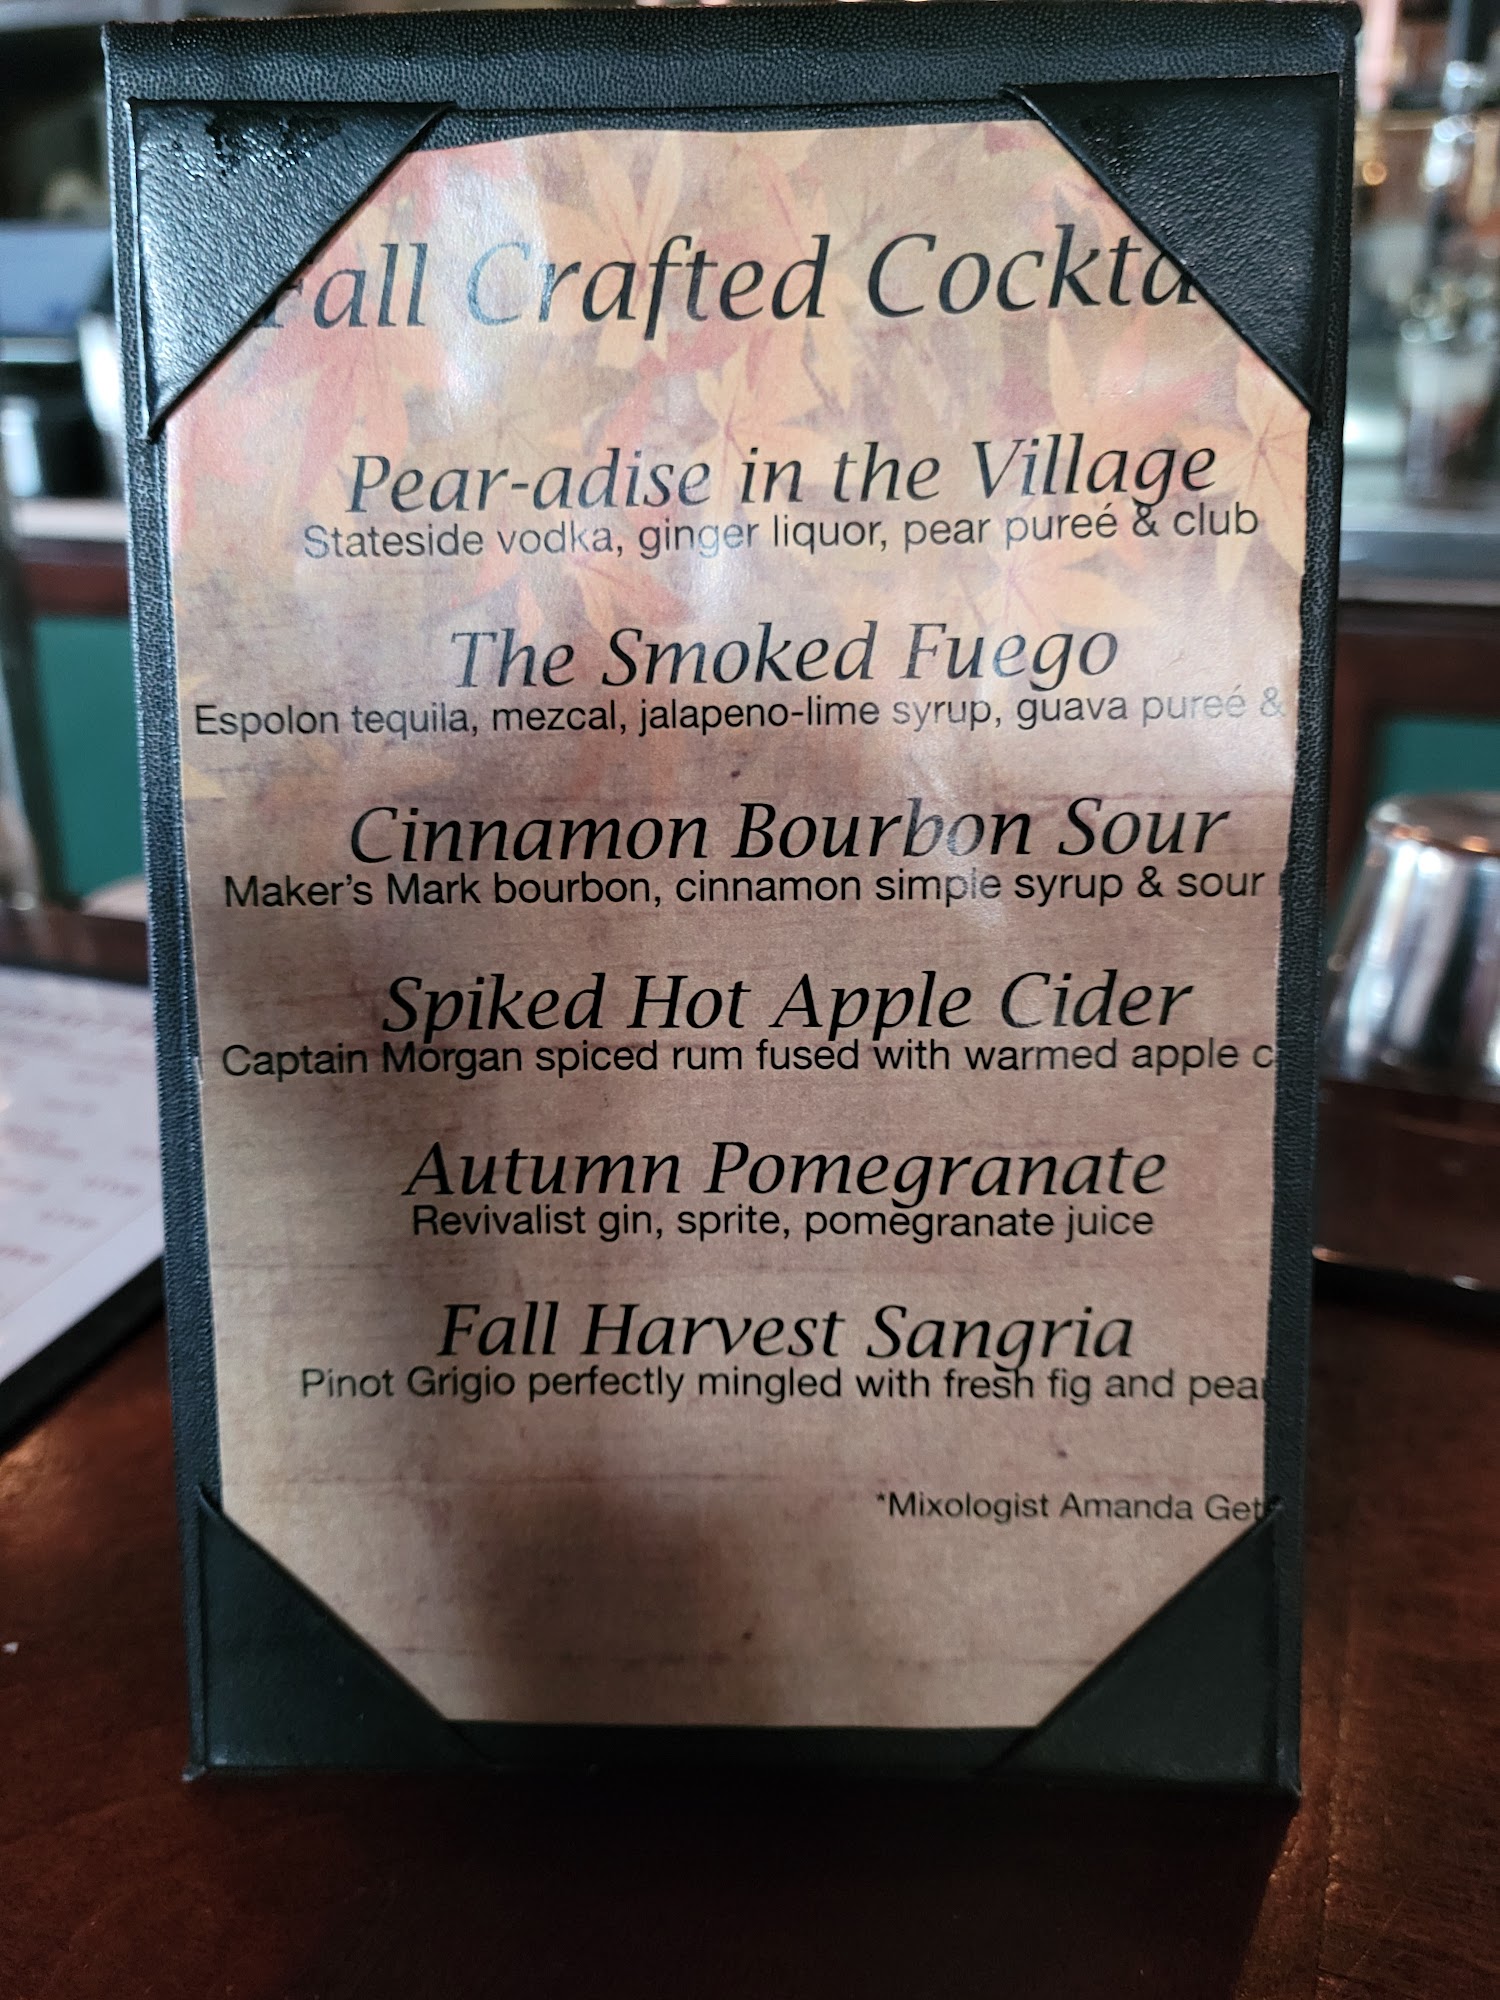 Fall Crafted Cockta
Pear-adise in the Village
Stateside vodka, ginger liquor, pear pureé & club
The Smoked Fuego
Espolon tequila, mezcal, jalapeno-lime syrup, guava pureé &
Cinnamon Bourbon Sour
Maker's Mark bourbon, cinnamon simple syrup & sour
Spiked Hot Apple Cider
Captain Morgan spiced rum fused with warmed apple c
Autumn Pomegranate
Revivalist gin, sprite, pomegranate juice
Fall Harvest Sangria
Pinot Grigio perfectly mingled with fresh fig and pear
*Mixologist Amanda Get